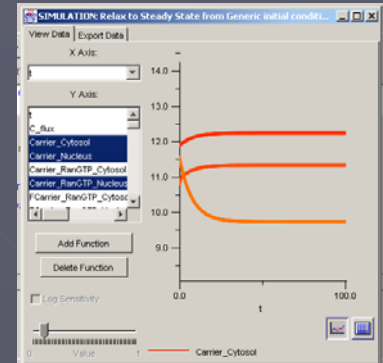 SIMULATION: Relax to Steady State from Generic initial conditi...
View Data
Export Data
X Axis:
t
Y Axis:
t
C_flux
Carrier_Cytosol
Carrier_Nucleus
Carrier_RanGTP_Cytosol
Carrier_RanGTP_Nucleus
FCarrier_RanGTP_Cytoso
Add Function
Delete Function
Log Sensitivity
0 Value 1
14.0
13.0
12.0
11.0
10.0
9.0
0.0
100.0
t
Carrier_Cytosol